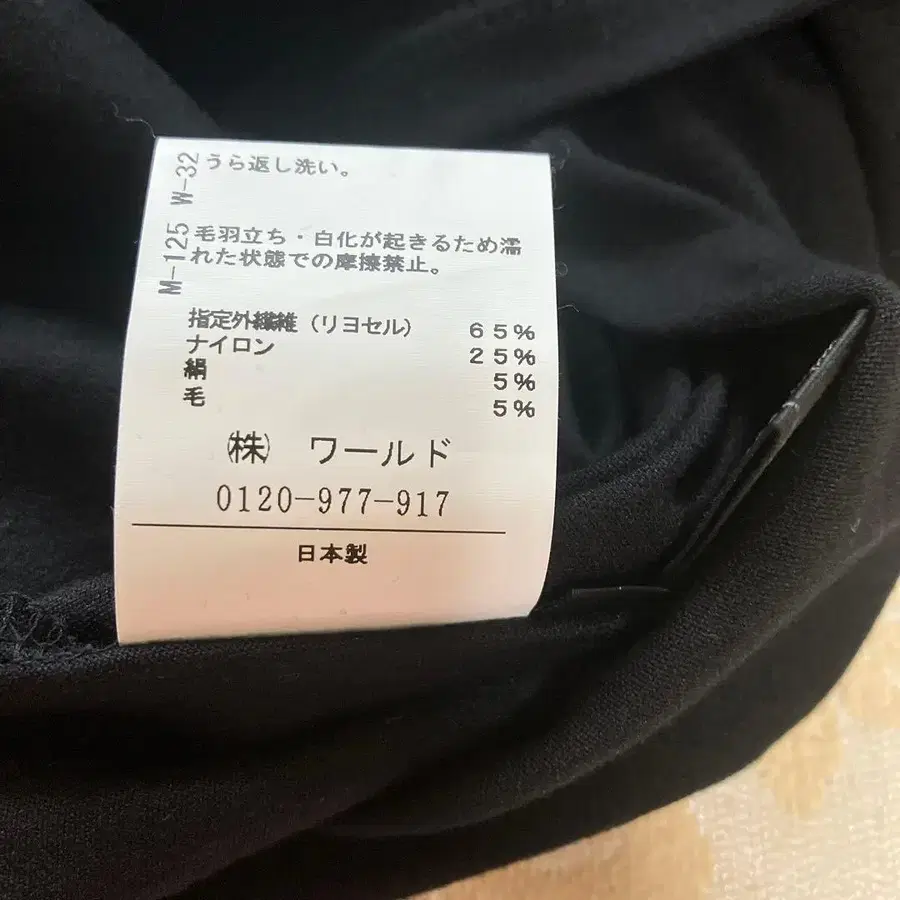 うら返し洗い。
M-125 W-32
毛羽立ち・白化が起きるため濡
れた状態での摩擦禁止。
指定外繊維（リヨセル） 65%
ナイロン 25%
絹 5%
毛 5%
㈱ ワールド
0120-977-917
日本製